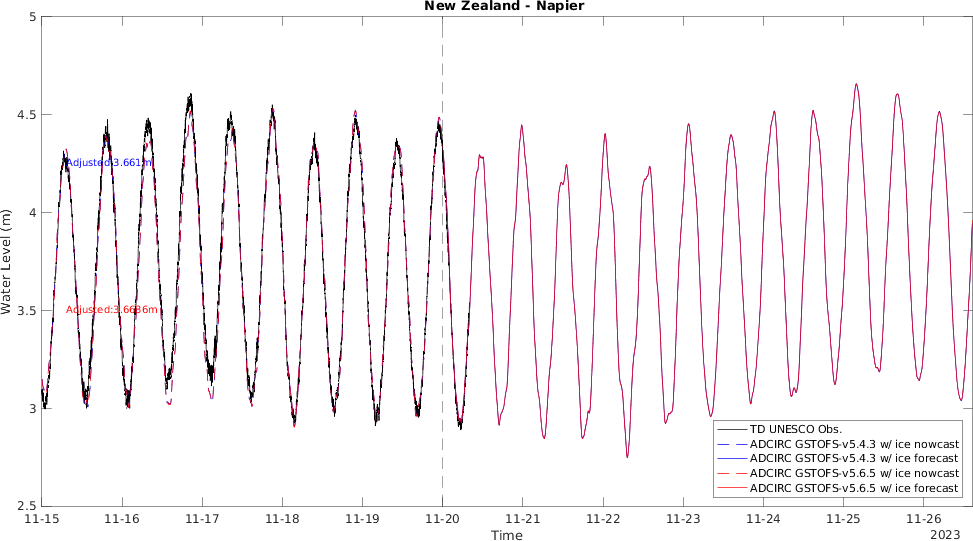 New Zealand - Napier
5
4.5
4
3.5
3
2.5
Water Level (m)
Adjusted:3.661m
Adjusted:3.6636m
TD UNESCO Obs.
ADCIRC GSTOFS-v5.4.3 w/ ice nowcast
ADCIRC GSTOFS-v5.4.3 w/ ice forecast
ADCIRC GSTOFS-v5.6.5 w/ ice nowcast
ADCIRC GSTOFS-v5.6.5 w/ ice forecast
11-15 11-16 11-17 11-18 11-19 11-20 11-21 11-22 11-23 11-24 11-25 11-26
2023
Time